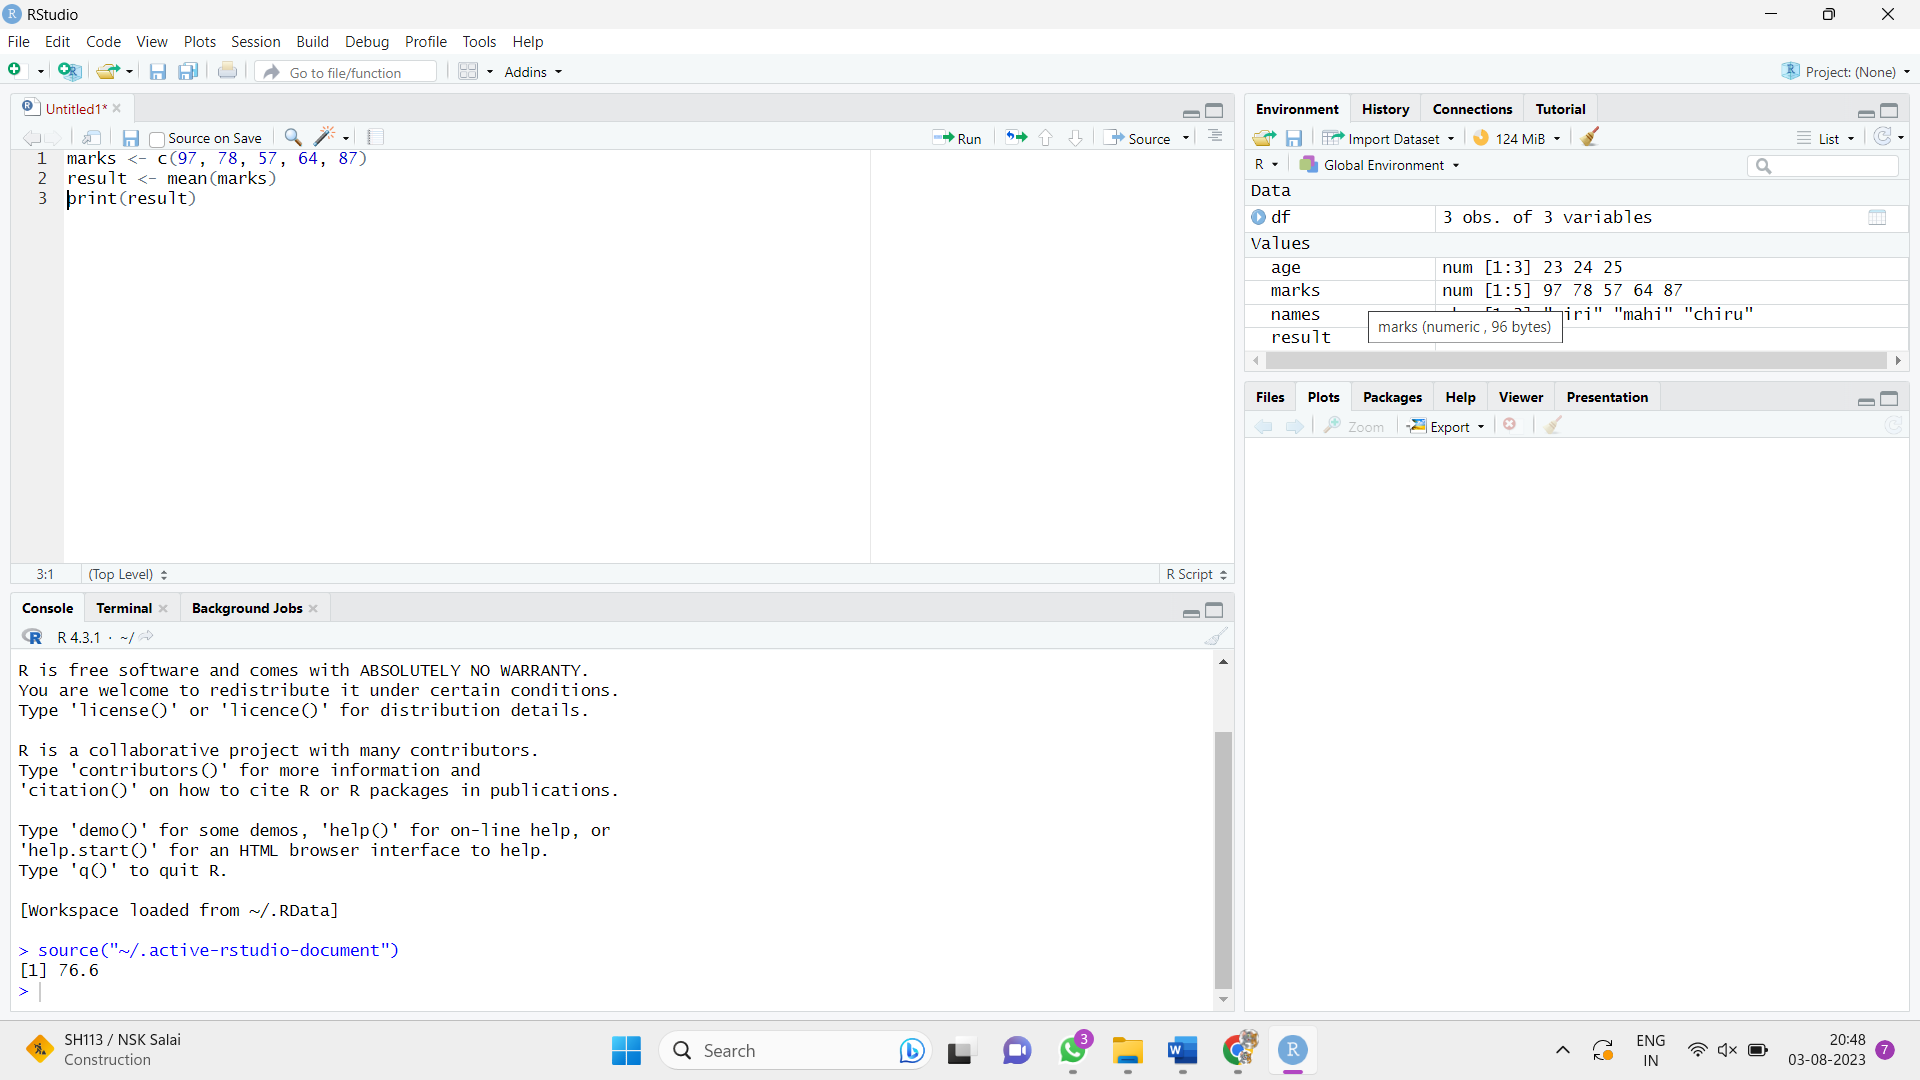 RStudio
File Edit Code View Plots Session Build Debug Profile Tools Help
Go to file/function Addins Project: (None)
Untitled1*
Source on Save Run Source
1 marks <- c(97, 78, 57, 64, 87)
2 result <- mean(marks)
3 print(result)
3:1 (Top Level) R Script
Console Terminal Background Jobs
R 4.3.1 · ~/
R is free software and comes with ABSOLUTELY NO WARRANTY.
You are welcome to redistribute it under certain conditions.
Type 'license()' or 'licence()' for distribution details.
R is a collaborative project with many contributors.
Type 'contributors()' for more information and
'citation()' on how to cite R or R packages in publications.
Type 'demo()' for some demos, 'help()' for on-line help, or
'help.start()' for an HTML browser interface to help.
Type 'q()' to quit R.
[Workspace loaded from ~/.RData]
> source("~/.active-rstudio-document")
[1] 76.6
>
Environment History Connections Tutorial
Import Dataset 124 MiB List
R Global Environment
Data
df 3 obs. of 3 variables
Values
age num [1:3] 23 24 25
marks num [1:5] 97 78 57 64 87
names "mahi" "chiru"
marks (numeric, 96 bytes)
result
Files Plots Packages Help Viewer Presentation
Zoom Export
SH113 / NSK Salai
Construction
Search
3
ENG
IN
20:48
03-08-2023
7